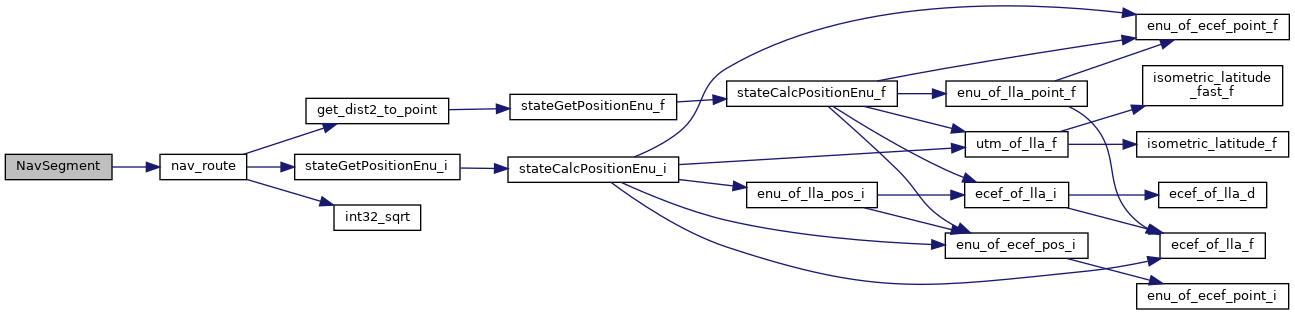 NavSegment
nav_route
get_dist2_to_point
stateGetPositionEnu_i
int32_sqrt
stateGetPositionEnu_f
stateCalcPositionEnu_i
stateCalcPositionEnu_f
enu_of_lla_pos_i
enu_of_lla_point_f
utm_of_lla_f
ecef_of_lla_i
enu_of_ecef_pos_i
enu_of_ecef_point_f
isometric_latitude
_fast_f
isometric_latitude_f
ecef_of_lla_d
ecef_of_lla_f
enu_of_ecef_point_i